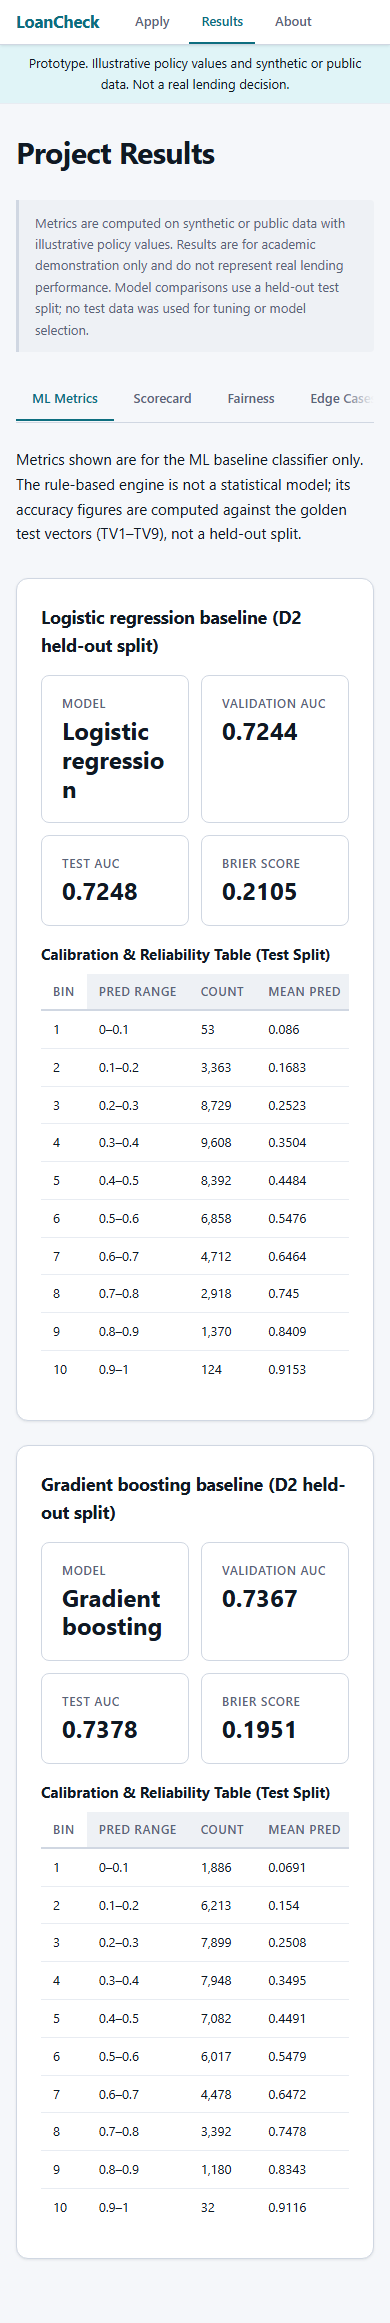 LoanCheck Apply Results About
Prototype. Illustrative policy values and synthetic or public
data. Not a real lending decision.
Project Results
Metrics are computed on synthetic or public data with
illustrative policy values. Results are for academic
demonstration only and do not represent real lending
performance. Model comparisons use a held-out test
split; no test data was used for tuning or model
selection.
ML Metrics Scorecard Fairness Edge Case
Metrics shown are for the ML baseline classifier only.
The rule-based engine is not a statistical model; its
accuracy figures are computed against the golden
test vectors (TV1–TV9), not a held-out split.
Logistic regression baseline (D2
held-out split)
MODEL VALIDATION AUC
Logistic 0.7244
regressio
n
TEST AUC BRIER SCORE
0.7248 0.2105
Calibration & Reliability Table (Test Split)
BIN PRED RANGE COUNT MEAN PRED
1 0–0.1 53 0.086
2 0.1–0.2 3,363 0.1683
3 0.2–0.3 8,729 0.2523
4 0.3–0.4 9,608 0.3504
5 0.4–0.5 8,392 0.4484
6 0.5–0.6 6,858 0.5476
7 0.6–0.7 4,712 0.6464
8 0.7–0.8 2,918 0.745
9 0.8–0.9 1,370 0.8409
10 0.9–1 124 0.9153
Gradient boosting baseline (D2 held-
out split)
MODEL VALIDATION AUC
Gradient 0.7367
boosting
TEST AUC BRIER SCORE
0.7378 0.1951
Calibration & Reliability Table (Test Split)
BIN PRED RANGE COUNT MEAN PRED
1 0–0.1 1,886 0.0691
2 0.1–0.2 6,213 0.154
3 0.2–0.3 7,899 0.2508
4 0.3–0.4 7,948 0.3495
5 0.4–0.5 7,082 0.4491
6 0.5–0.6 6,017 0.5479
7 0.6–0.7 4,478 0.6472
8 0.7–0.8 3,392 0.7478
9 0.8–0.9 1,180 0.8343
10 0.9–1 32 0.9116